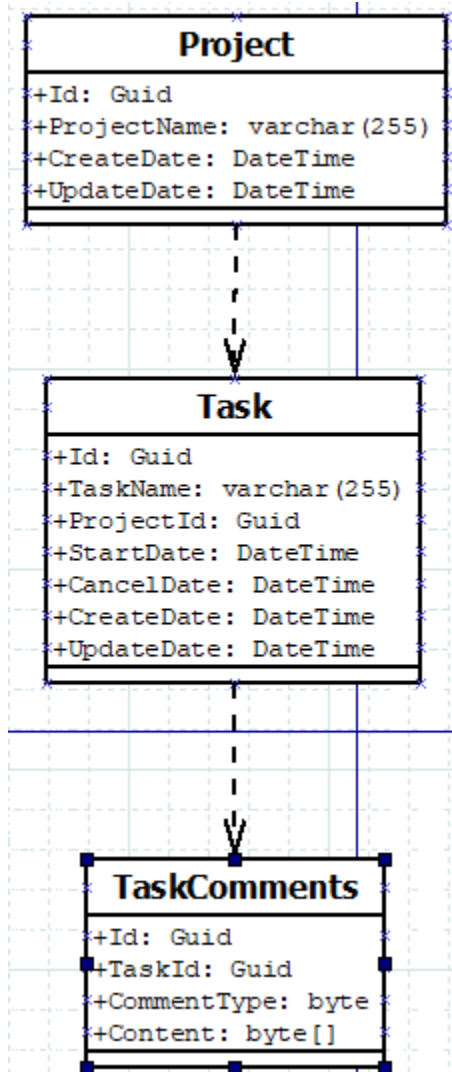 Project
+Id: Guid
+ProjectName: varchar(255)
+CreateDate: DateTime
+UpdateDate: DateTime
Task
+Id: Guid
+TaskName: varchar(255)
+ProjectId: Guid
+StartDate: DateTime
+CancelDate: DateTime
+CreateDate: DateTime
+UpdateDate: DateTime
TaskComments
+Id: Guid
+TaskId: Guid
+CommentType: byte
+Content: byte[]